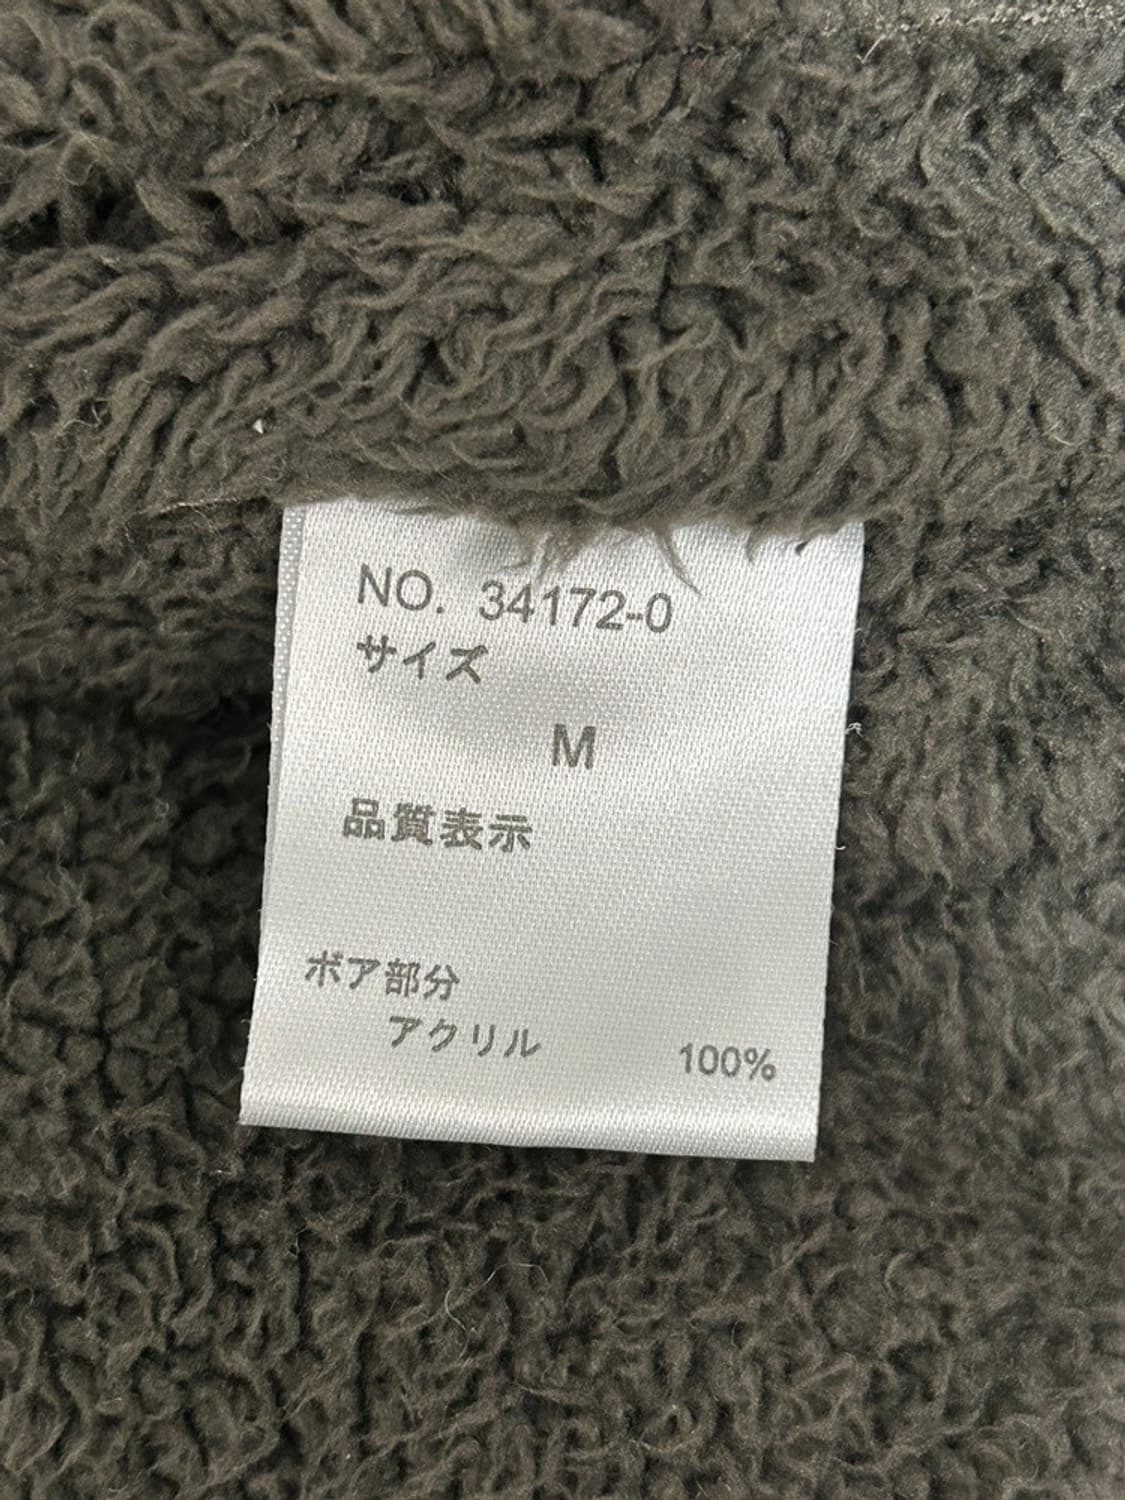 NO. 34172-0
サイズ
M
品質表示
ボア部分
アクリル 100%